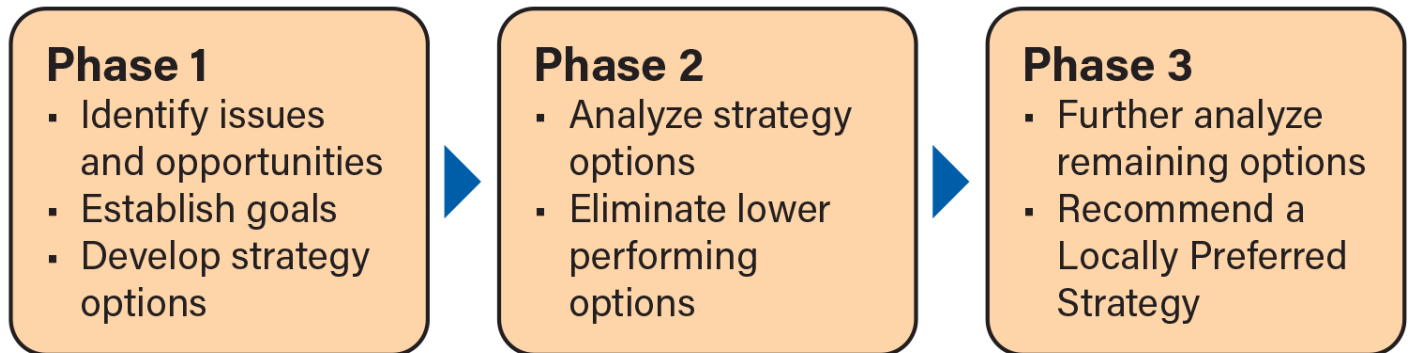 Phase 1
▪ Identify issues
and opportunities
▪ Establish goals
▪ Develop strategy
options
Phase 2
▪ Analyze strategy
options
▪ Eliminate lower
performing
options
Phase 3
▪ Further analyze
remaining options
▪ Recommend a
Locally Preferred
Strategy